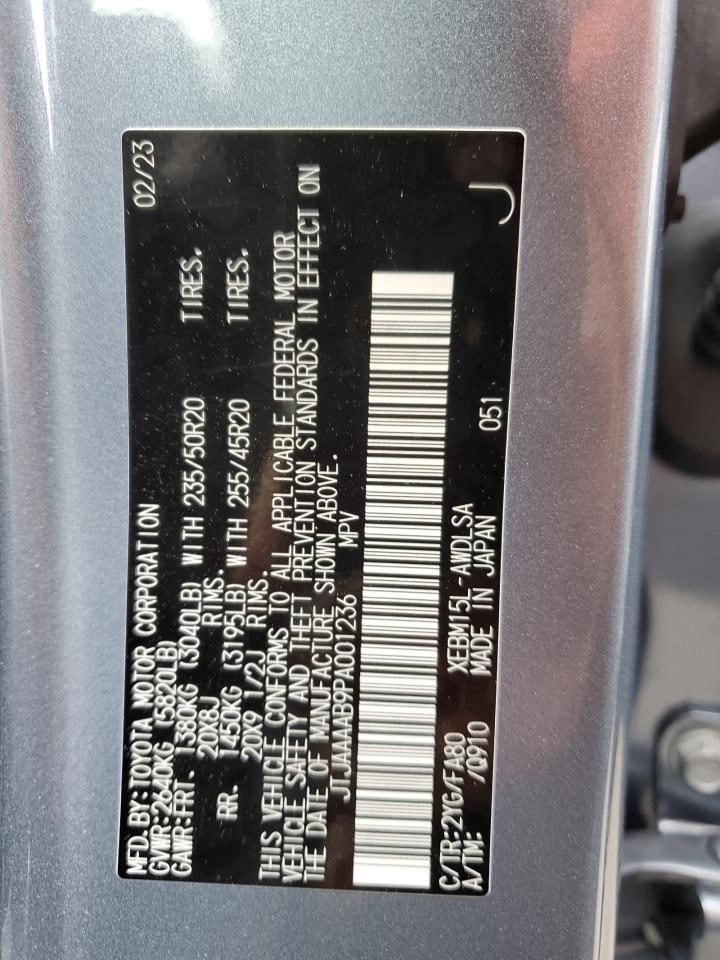 MFD.BY:TOYOTA MOTOR CORPORATION 02/23
GVWR:2640KG (5820LB)
GAWR:FRT. 1380KG (3040LB) WITH 235/50R20 TIRES.
20X8J RIMS.
RR. 1450KG (3195LB) WITH 255/45R20 TIRES.
20X9 1/2J RIMS.
THIS VEHICLE CONFORMS TO ALL APPLICABLE FEDERAL MOTOR
VEHICLE SAFETY AND THEFT PREVENTION STANDARDS IN EFFECT ON
THE DATE OF MANUFACTURE SHOWN ABOVE.
JTJAAAAB9PA001236 MPV
C/TR:2YG/FA80 XEBM15L-AWDLSA
A/TM: /Q910 MADE IN JAPAN 051 J